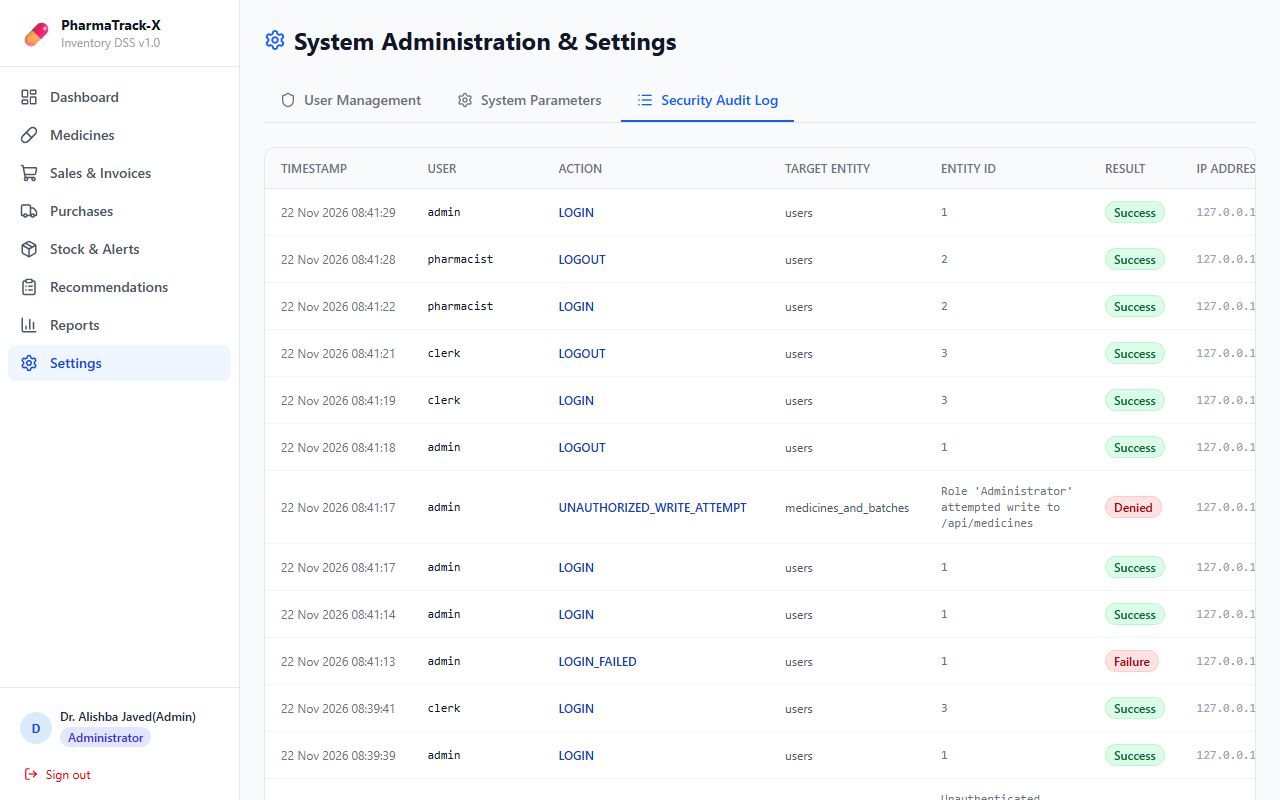 PharmaTrack-X
Inventory DSS v1.0
Dashboard
Medicines
Sales & Invoices
Purchases
Stock & Alerts
Recommendations
Reports
Settings
D
Dr. Alishba Javed(Admin)
Administrator
Sign out
System Administration & Settings
User Management System Parameters Security Audit Log
TIMESTAMP USER ACTION TARGET ENTITY ENTITY ID RESULT IP ADDRES
22 Nov 2026 08:41:29 admin LOGIN users 1 Success 127.0.0.1
22 Nov 2026 08:41:28 pharmacist LOGOUT users 2 Success 127.0.0.1
22 Nov 2026 08:41:22 pharmacist LOGIN users 2 Success 127.0.0.1
22 Nov 2026 08:41:21 clerk LOGOUT users 3 Success 127.0.0.1
22 Nov 2026 08:41:19 clerk LOGIN users 3 Success 127.0.0.1
22 Nov 2026 08:41:18 admin LOGOUT users 1 Success 127.0.0.1
Role 'Administrator'
22 Nov 2026 08:41:17 admin UNAUTHORIZED_WRITE_ATTEMPT medicines_and_batches attempted write to Denied 127.0.0.1
/api/medicines
22 Nov 2026 08:41:17 admin LOGIN users 1 Success 127.0.0.1
22 Nov 2026 08:41:14 admin LOGIN users 1 Success 127.0.0.1
22 Nov 2026 08:41:13 admin LOGIN_FAILED users 1 Failure 127.0.0.1
22 Nov 2026 08:39:41 clerk LOGIN users 3 Success 127.0.0.1
22 Nov 2026 08:39:39 admin LOGIN users 1 Success 127.0.0.1
Unauthenticated